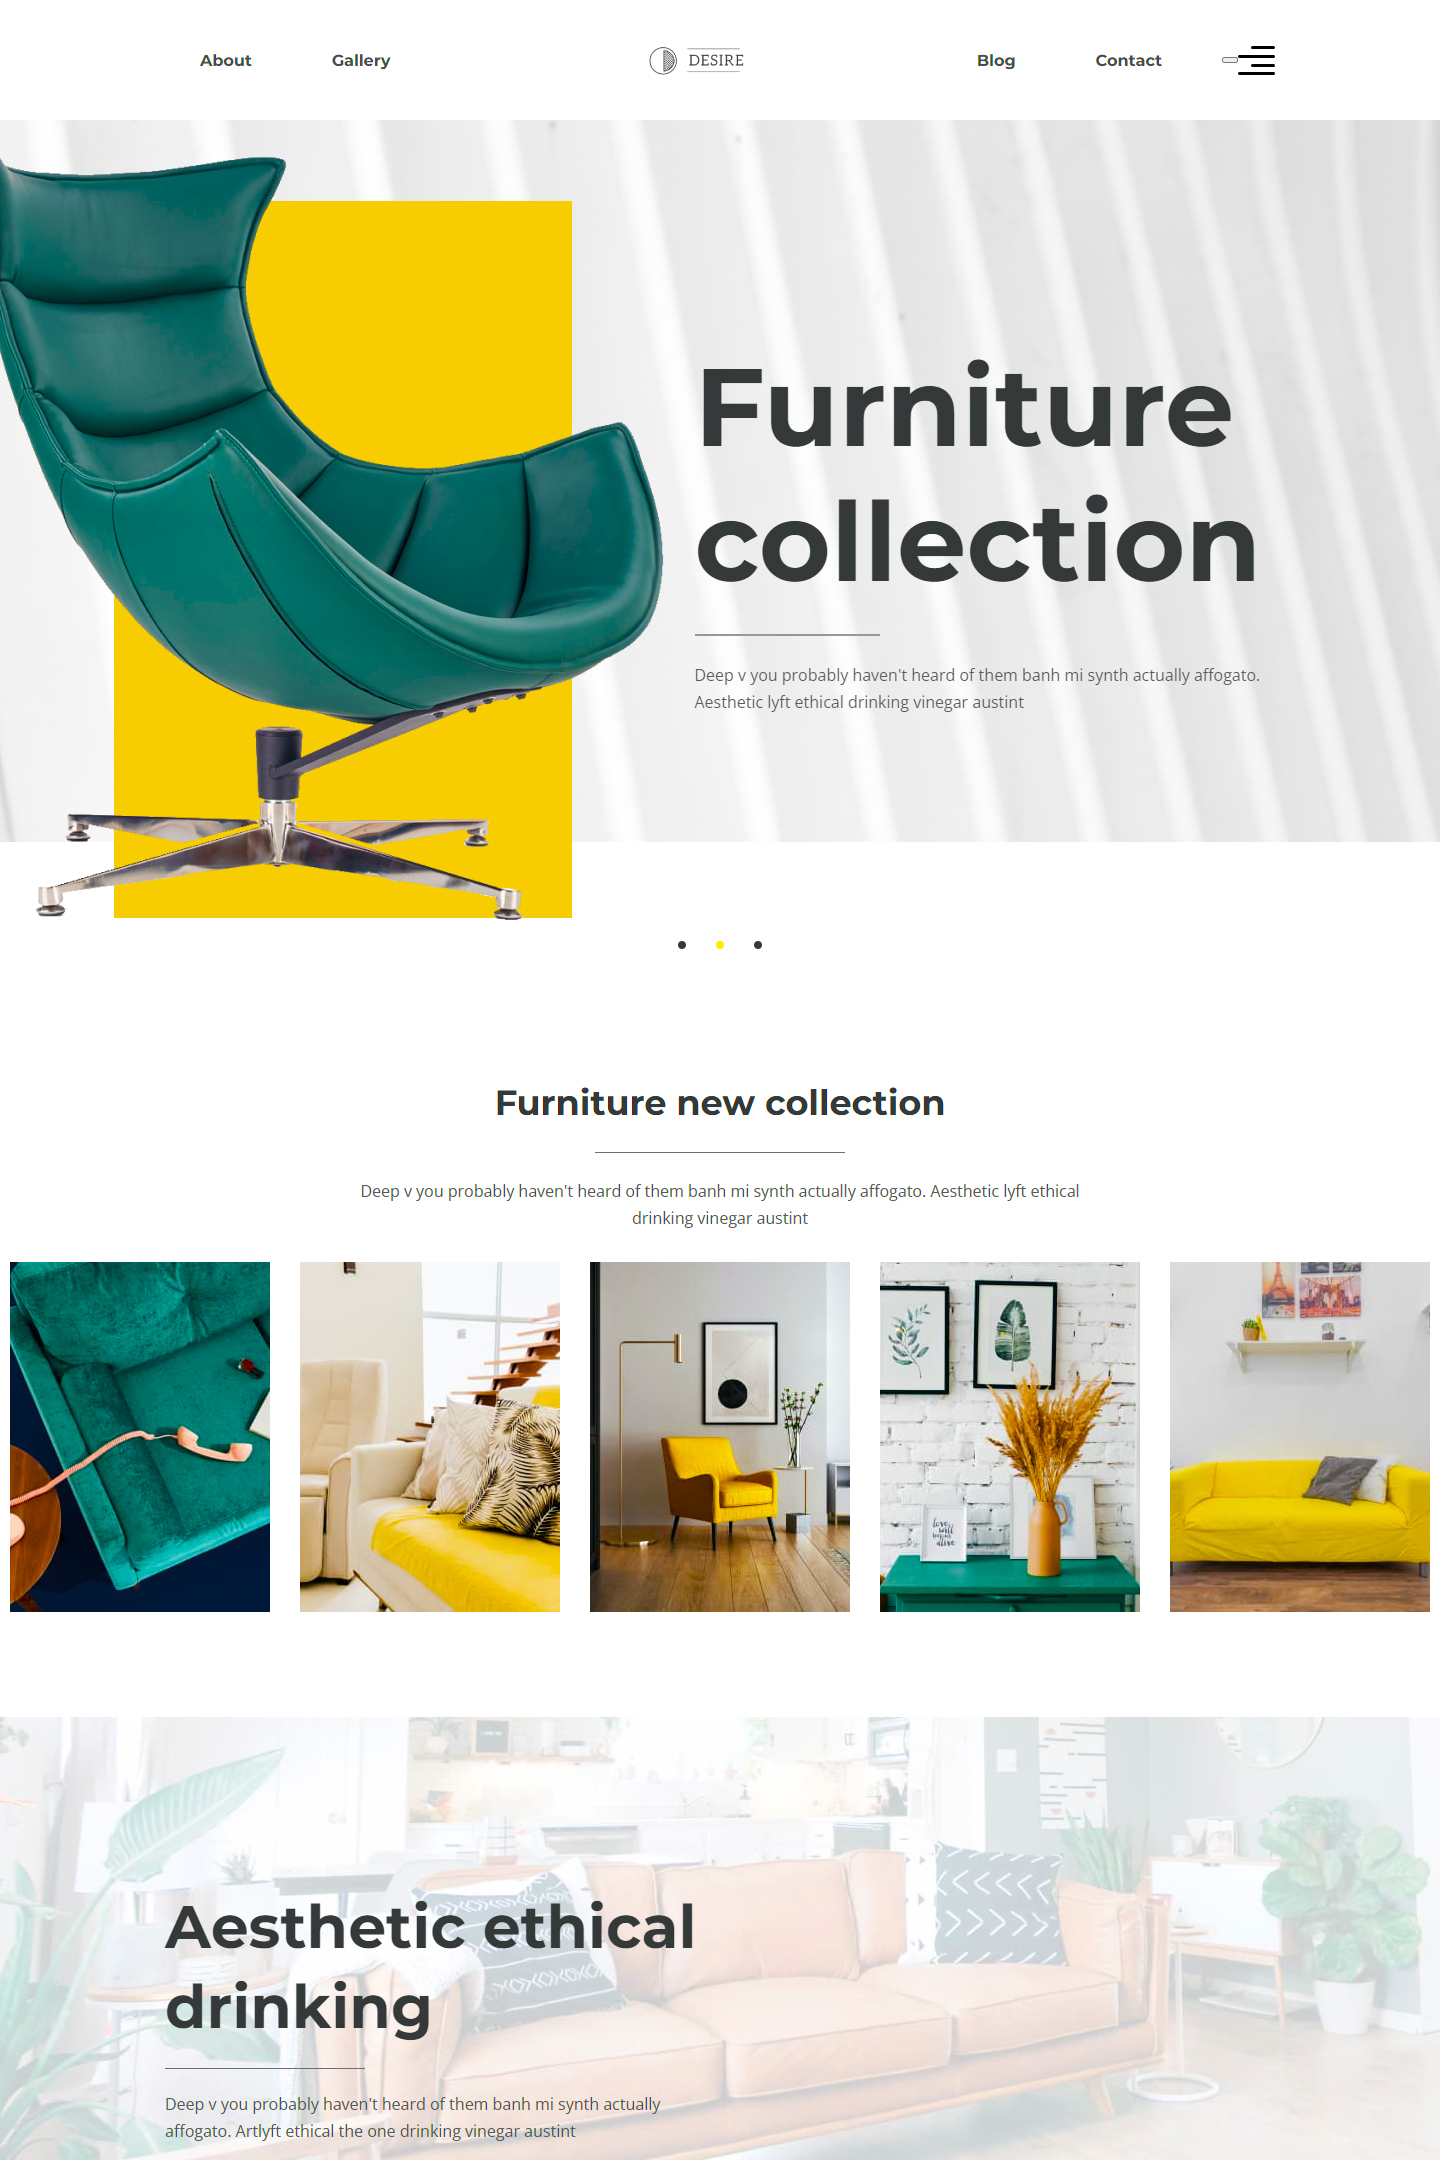 About
Gallery
DESIRE
Blog
Contact
Furniture
collection
Deep v you probably haven't heard of them banh mi synth actually affogato.
Aesthetic lyft ethical drinking vinegar austint
Furniture new collection
Deep v you probably haven't heard of them banh mi synth actually affogato. Aesthetic lyft ethical
drinking vinegar austint
love
will
alive
Aesthetic ethical
drinking
Deep v you probably haven't heard of them banh mi synth actually
affogato. Artlyft ethical the one drinking vinegar austint